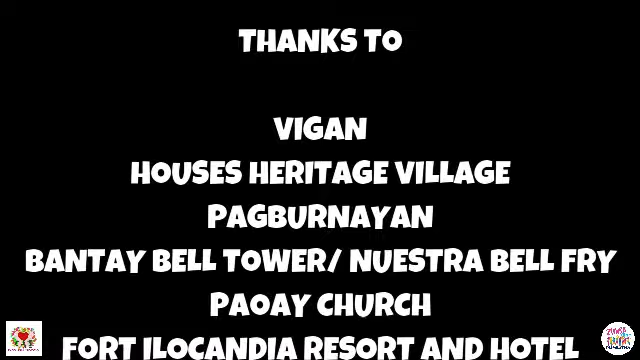 THANKS TO
VIGAN
HOUSES HERITAGE VILLAGE
PAGBURNAYAN
BANTAY BELL TOWER/ NUESTRA BELL FRY
PAOAY CHURCH
FORT ILOCANDIA RESORT AND HOTEL